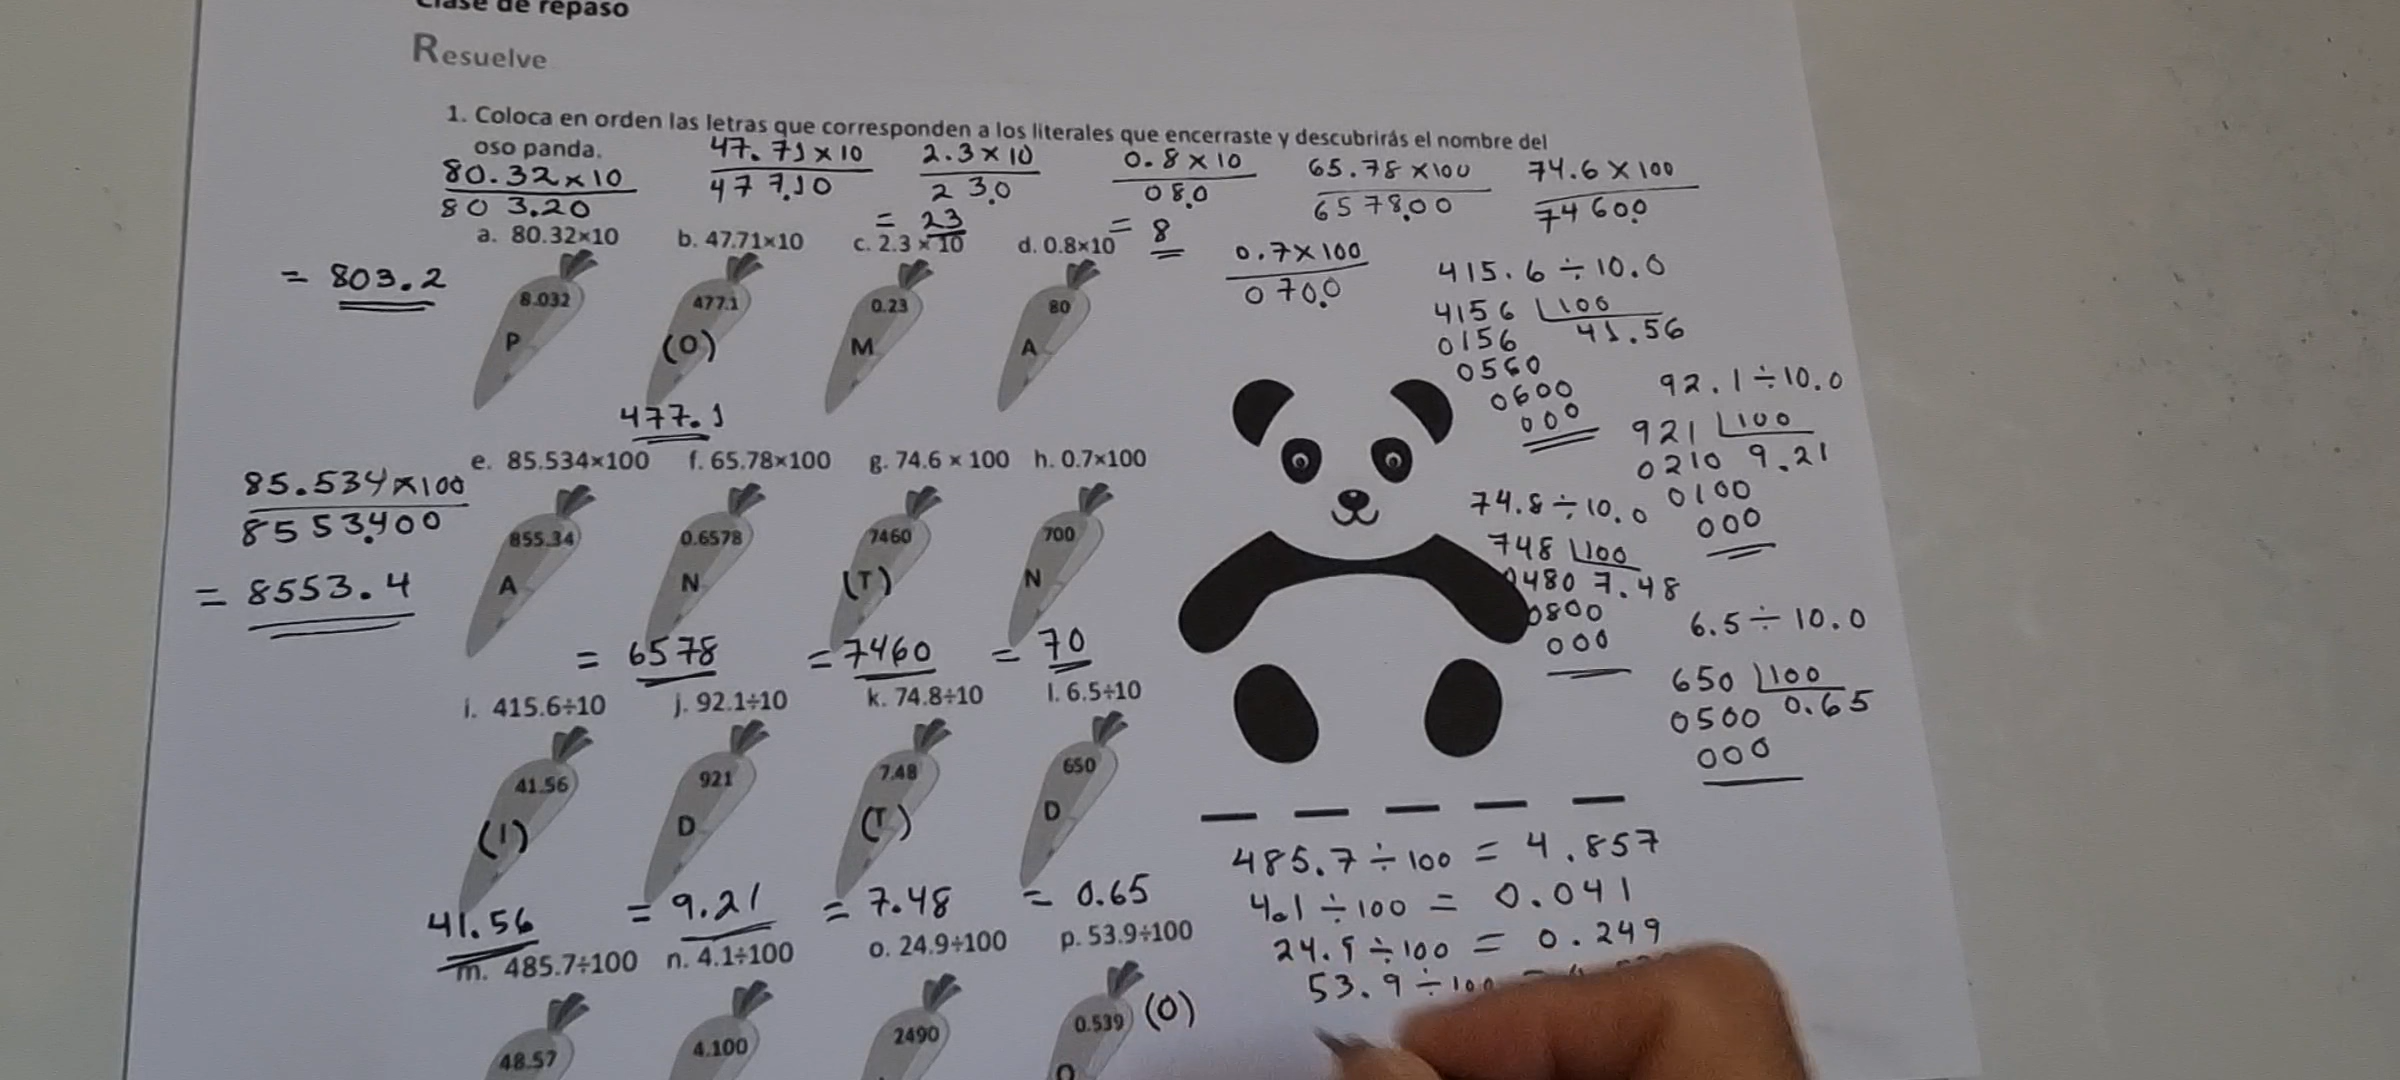 Clase de repaso
Resuelve
1. Coloca en orden las letras que corresponden a los literales que encerraste y descubrirás el nombre del
oso panda.
80.32×10
803.20
47.71×10
477.10
2.3×10
23.0
= 23
0.8×10
08.0
= 8
65.78×100
6578.00
74.6×100
7460.0
a. 80.32×10
b. 47.71×10
c. 2.3×10
d. 0.8×10
= 803.2
0.7×100
070.0
8.032
P
477.1
(O)
0.23
M
80
A
477.1
415.6÷10.0
4156 100
0156 41.56
0560
0600
000
92.1÷10.0
921 100
0210 9.21
0100
000
85.534×100
8553.400
= 8553.4
e. 85.534×100
f. 65.78×100
g. 74.6×100
h. 0.7×100
855.34
A
0.6578
N
7460
(T)
700
N
= 6578
= 7460
= 70
74.8÷10.0
748 100
0480 7.48
0800
000
6.5÷10.0
650 100
0500 0.65
000
i. 415.6÷10
j. 92.1÷10
k. 74.8÷10
l. 6.5÷10
41.56
(I)
921
D
7.48
(T)
650
D
41.56
= 9.21
= 7.48
= 0.65
485.7÷100 = 4.857
4.1÷100 = 0.041
24.9÷100 = 0.249
53.9÷100
m. 485.7÷100
n. 4.1÷100
o. 24.9÷100
p. 53.9÷100
48.57
4.100
2490
0.539
(O)
O